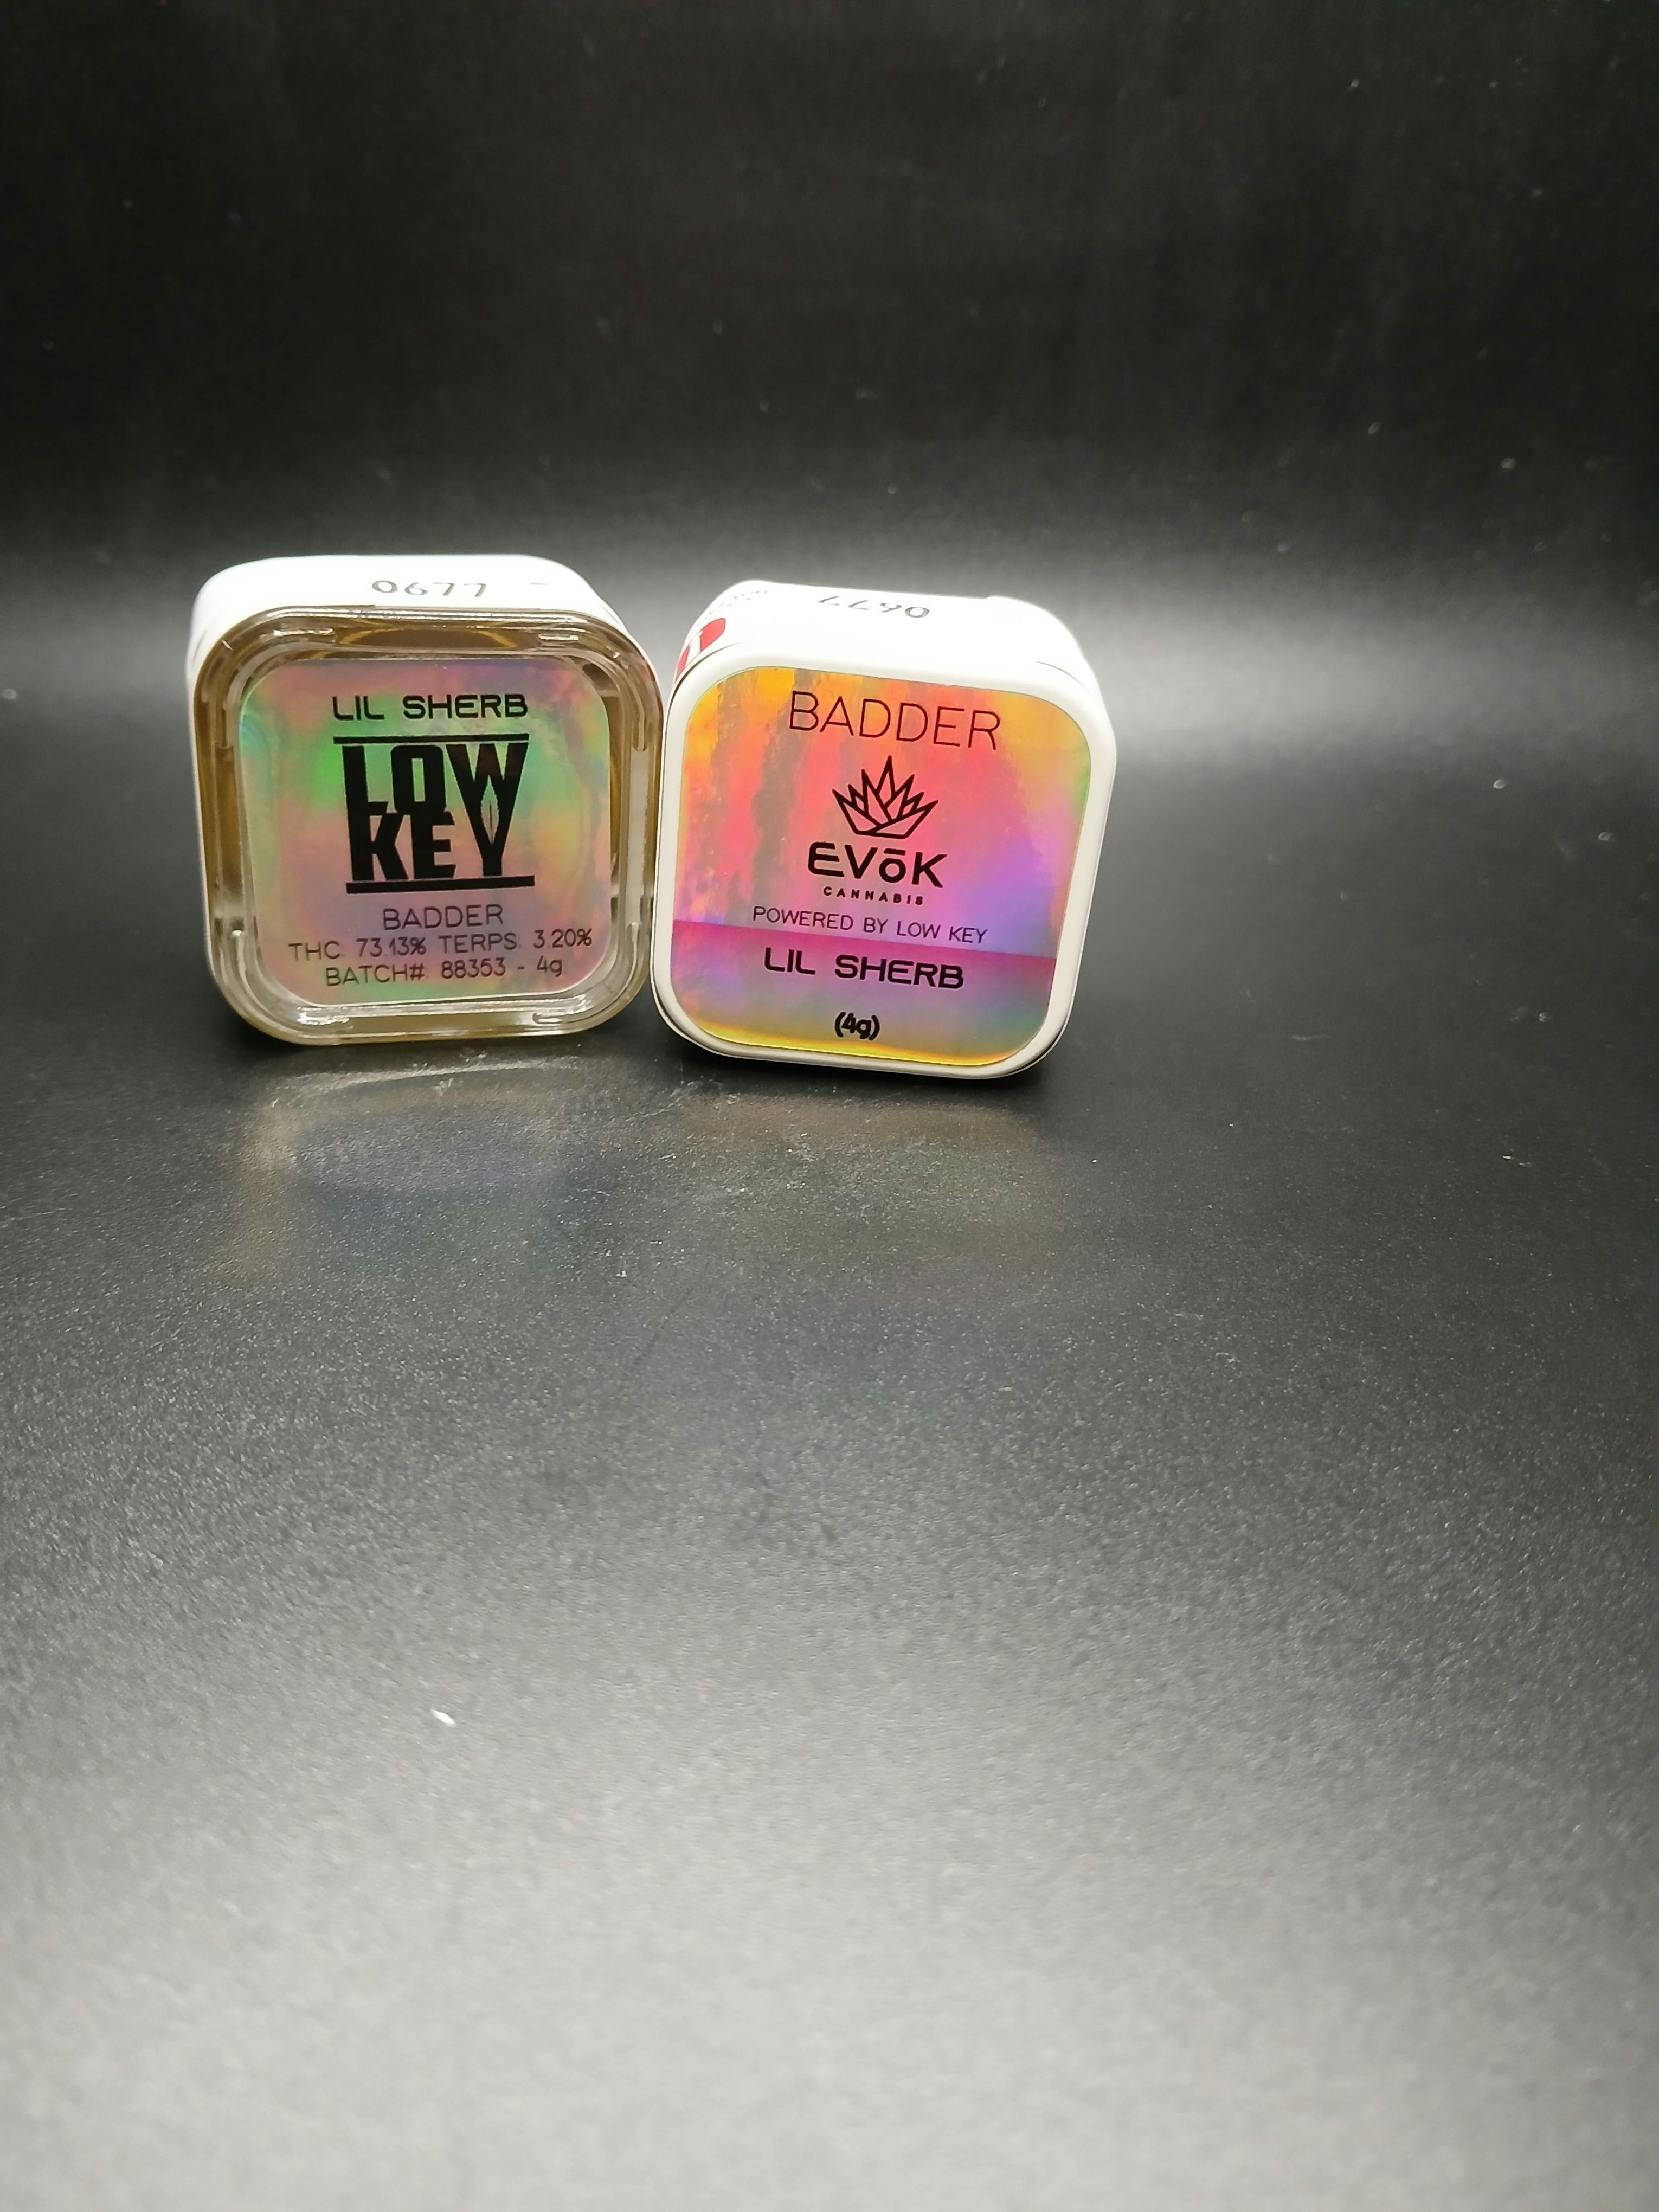 0677
LIL SHERB
LOW
KEY
BADDER
THC: 73.13% TERPS: 3.20%
BATCH#: 88353 - 4g
0677
BADDER
EVōK
CANNABIS
POWERED BY LOW KEY
LIL SHERB
(4g)